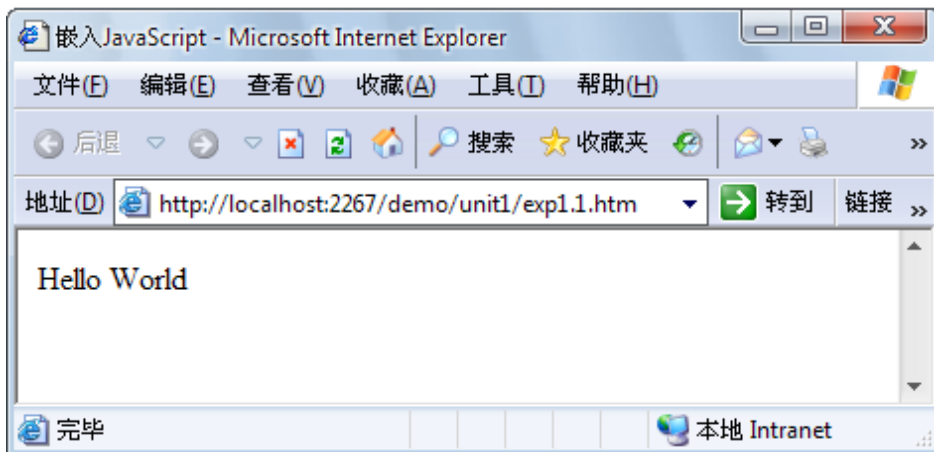 嵌入JavaScript - Microsoft Internet Explorer
文件(F) 编辑(E) 查看(V) 收藏(A) 工具(T) 帮助(H)
后退 搜索 收藏夹 »
地址(D) http://localhost:2267/demo/unit1/exp1.1.htm 转到 链接 »
Hello World
完毕 本地 Intranet